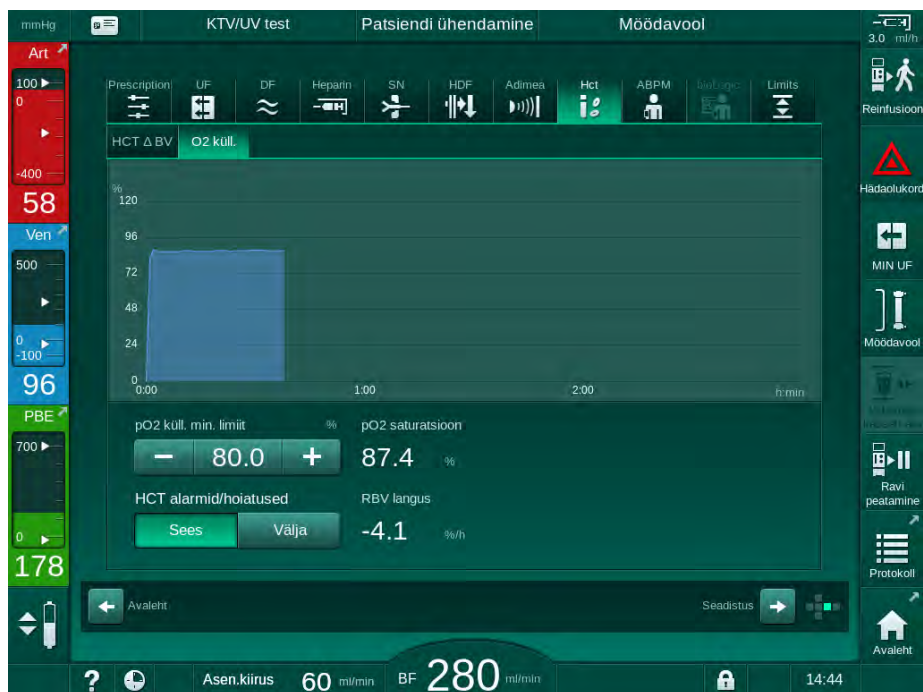 mmHg
KTV/UV test
Patsiendi ühendamine
Möödavool
3.0 ml/h
Art
100
0
-400
58
Ven
500
0
-100
96
PBE
700
0
178
Prescription
UF
DF
Heparin
SN
HDF
Adimea
Hct
ABPM
bioLogic
Limits
HCT Δ BV
O2 küll.
%
120
96
72
48
24
0
0:00
1:00
2:00
h:min
pO2 küll. min. limiit %
pO2 saturatsioon
80.0
87.4 %
HCT alarmid/hoiatused
RBV langus
Sees
Välja
-4.1 %/h
Avaleht
Seadistus
Reinfusioon
Hädaolukord
MIN UF
Möödavool
Ravi
peatamine
Protokoll
Avaleht
?
Asen.kiirus 60 ml/min
BF 280 ml/min
14:44